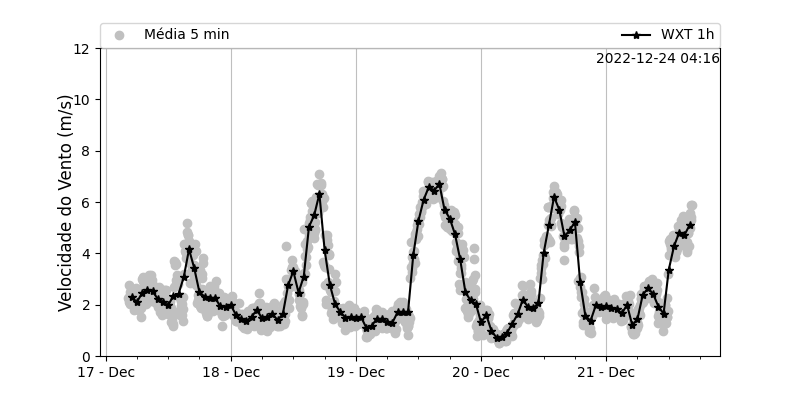 Média 5 min
WXT 1h
2022-12-24 04:16
Velocidade do Vento (m/s)
12
10
8
6
4
2
0
17 - Dec
18 - Dec
19 - Dec
20 - Dec
21 - Dec